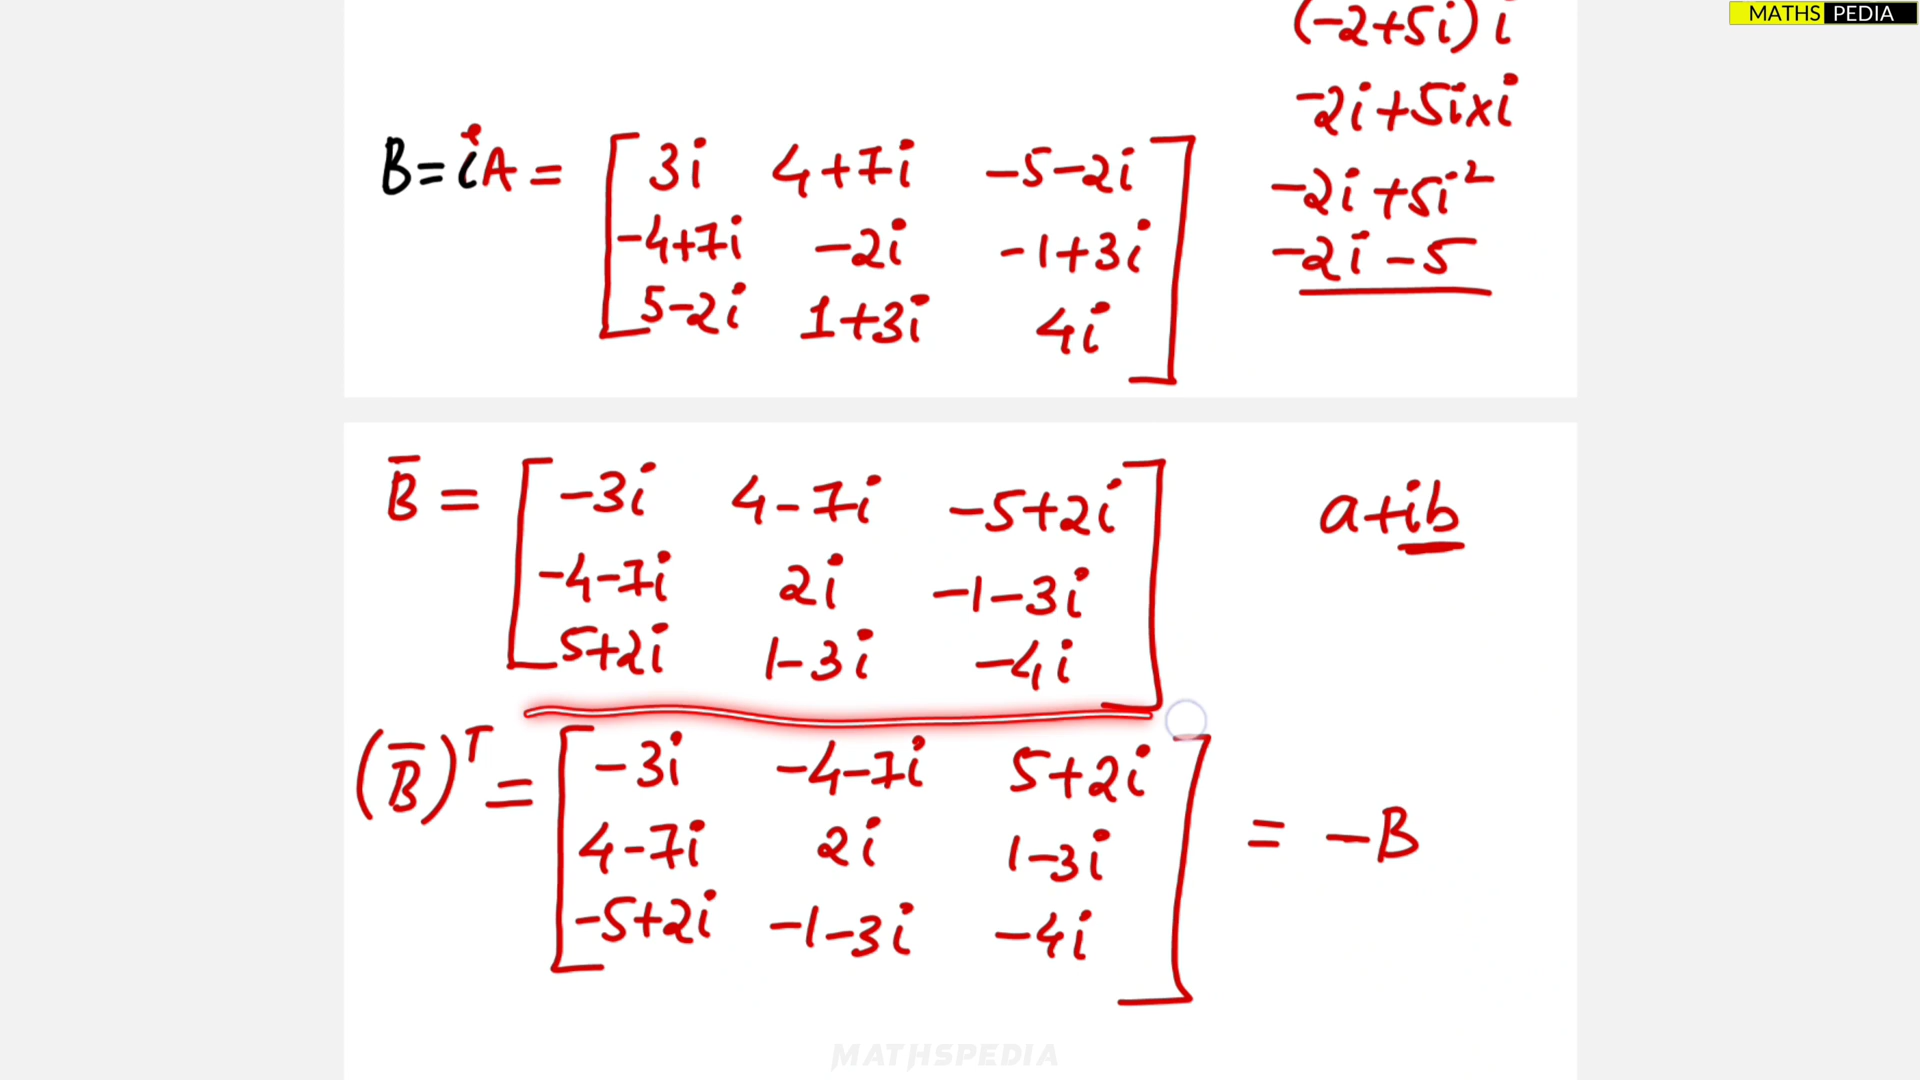 MATHS PEDIA
(-2+5i) i
-2i+5ixi
-2i+5i²
-2i-5
B=iA= [3i 4+7i -5-2i
-4+7i -2i -1+3i
5-2i 1+3i 4i]
B̅ = [-3i 4-7i -5+2i
-4-7i 2i -1-3i
5+2i 1-3i -4i]
a+ib
(B̅)ᵀ = [-3i -4-7i 5+2i
4-7i 2i 1-3i
-5+2i -1-3i -4i] = -B
MATHSPEDIA